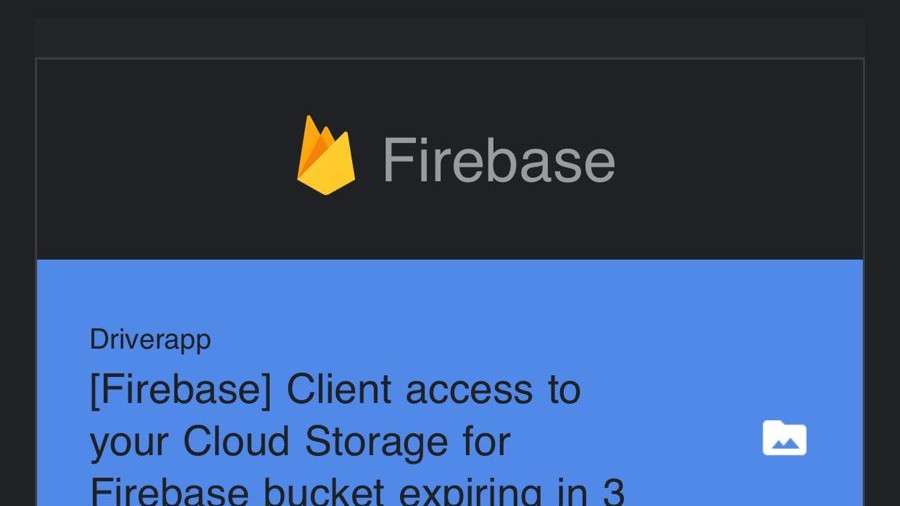 Firebase
Driverapp
[Firebase] Client access to
your Cloud Storage for
Firebase bucket expiring in 3